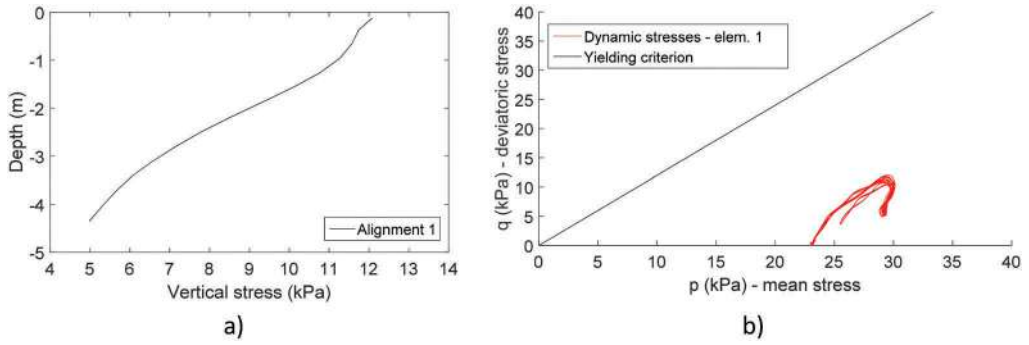 0
-1
-2
-3
-4
-5
Depth (m)
Alignment 1
4 5 6 7 8 9 10 11 12 13 14
Vertical stress (kPa)
a)
40
35
30
25
20
15
10
5
0
q (kPa) - deviatoric stress
Dynamic stresses - elem. 1
Yielding criterion
0 5 10 15 20 25 30 35 40
p (kPa) - mean stress
b)